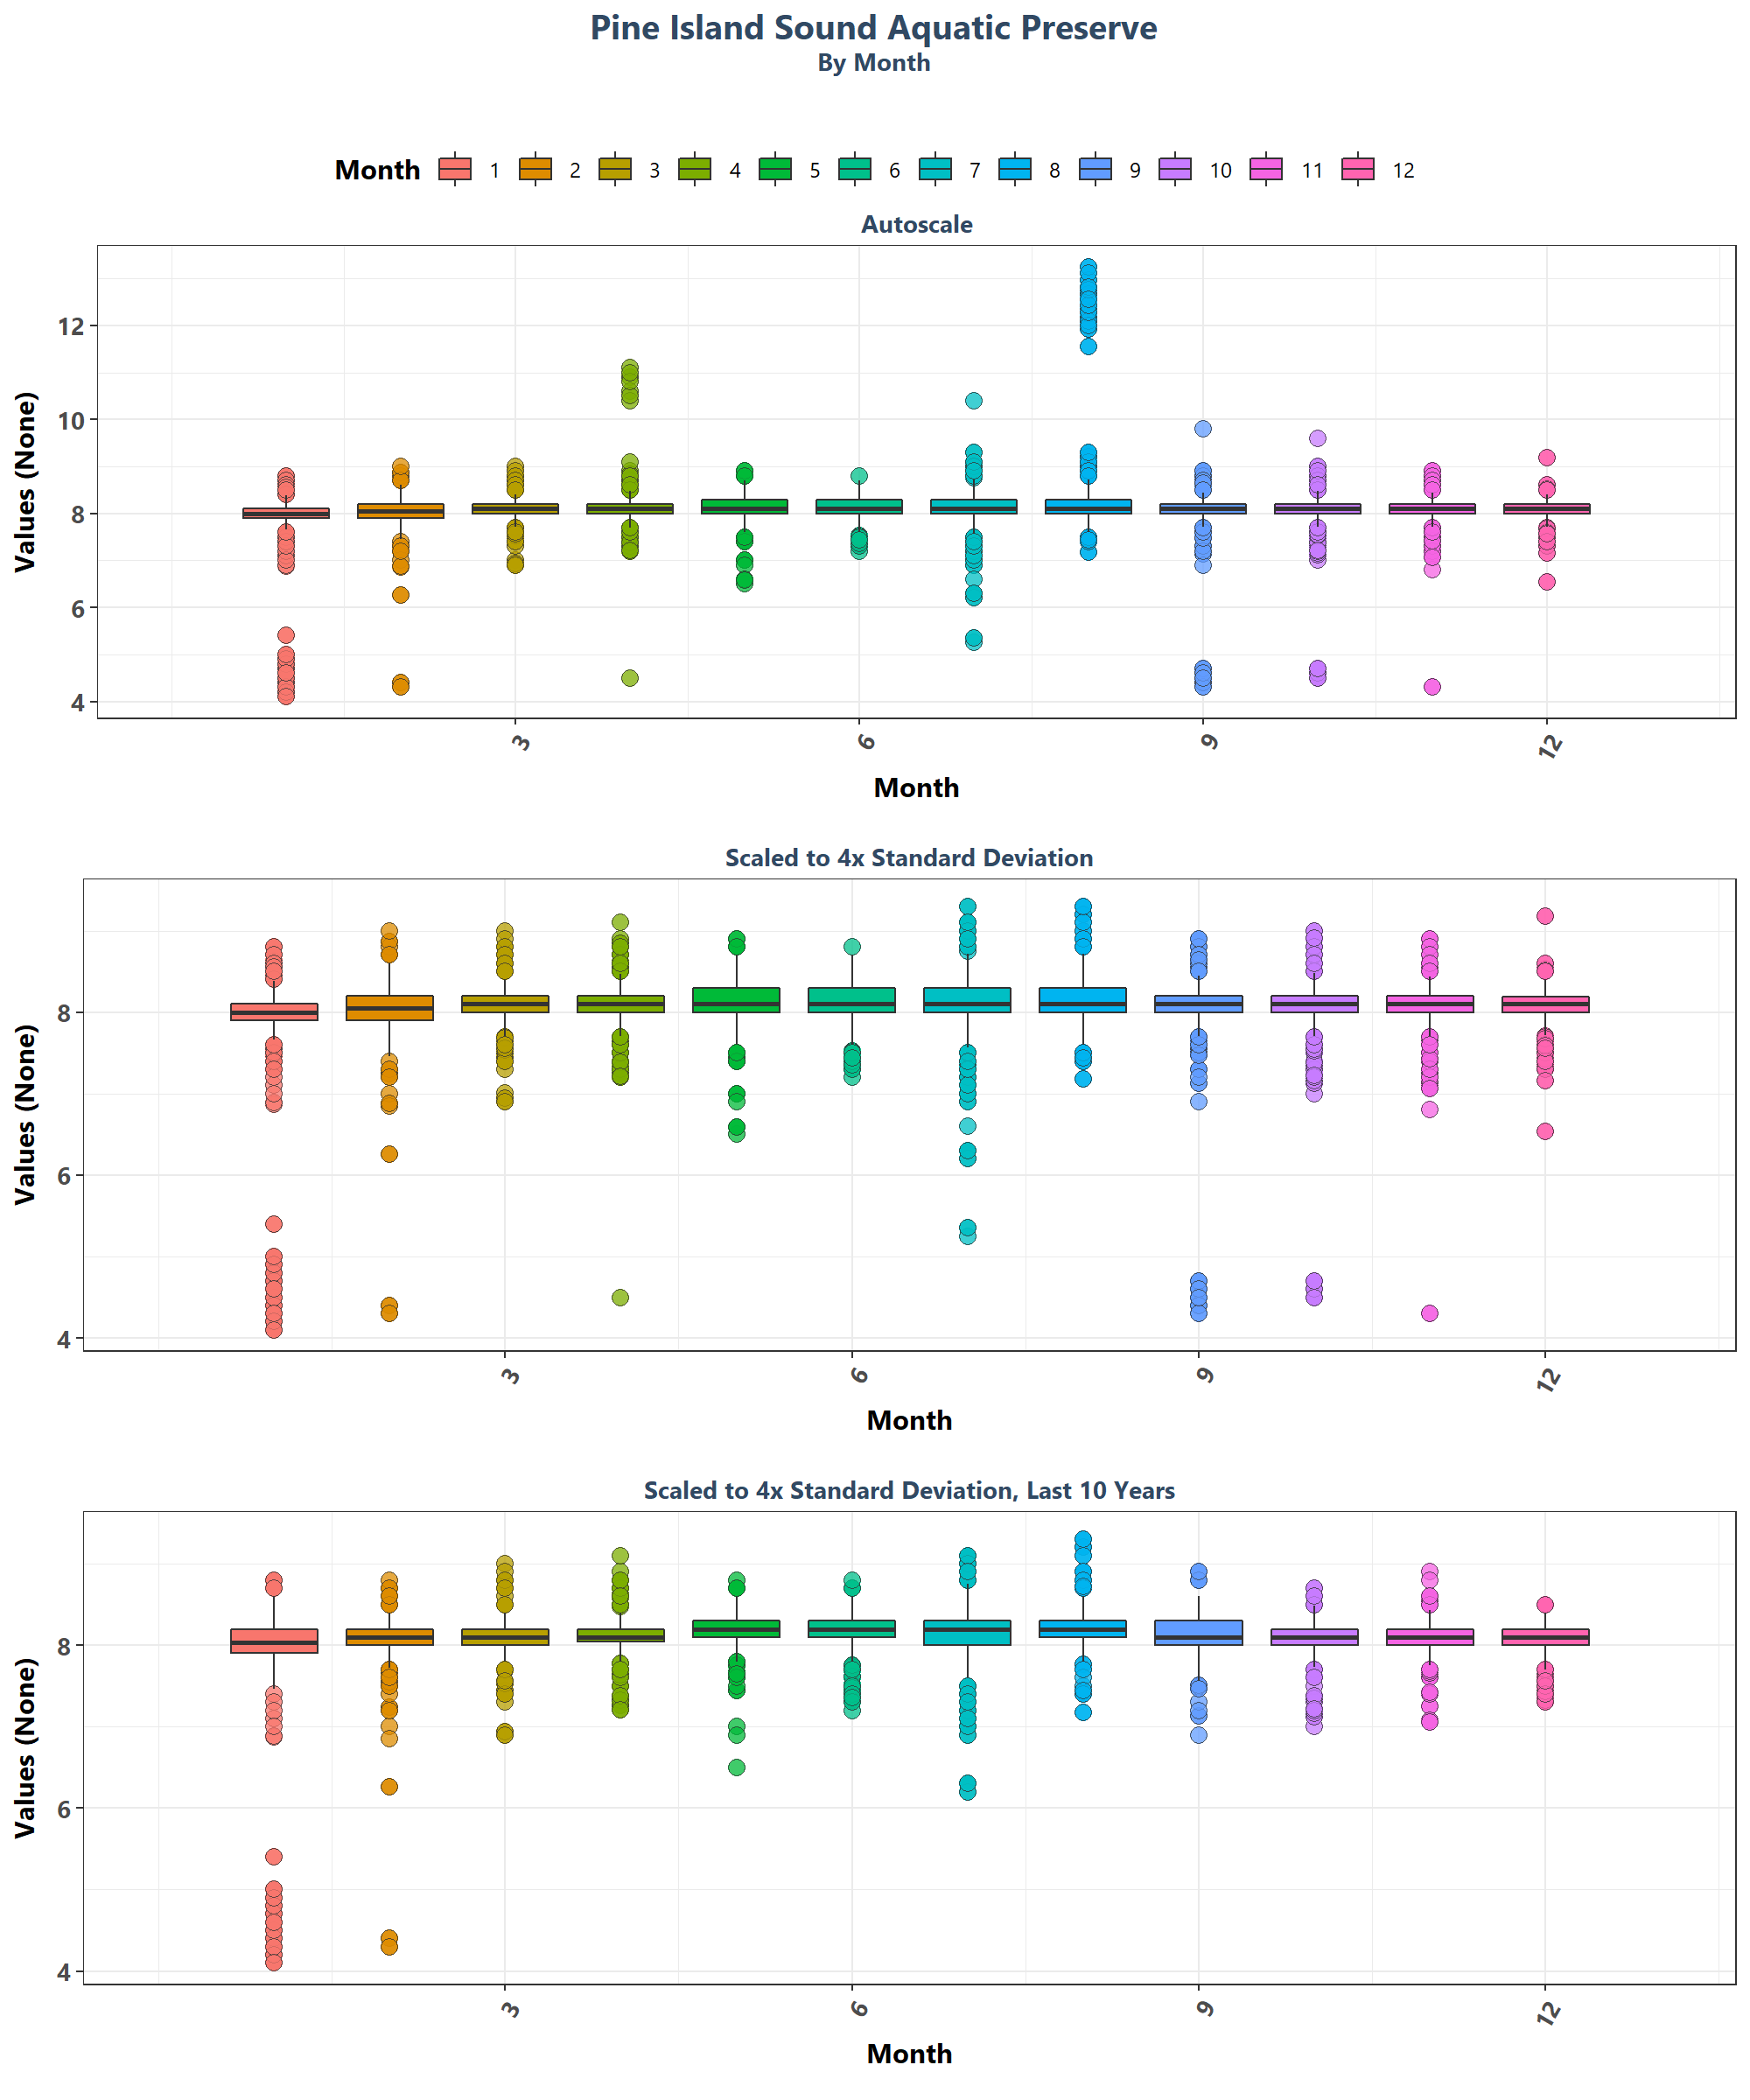 Pine Island Sound Aquatic Preserve
By Month
Month 1 2 3 4 5 6 7 8 9 10 11 12
Autoscale
Values (None)
12
10
8
6
4
3 6 9 12
Month
Scaled to 4x Standard Deviation
Values (None)
8
6
4
3 6 9 12
Month
Scaled to 4x Standard Deviation, Last 10 Years
Values (None)
8
6
4
3 6 9 12
Month